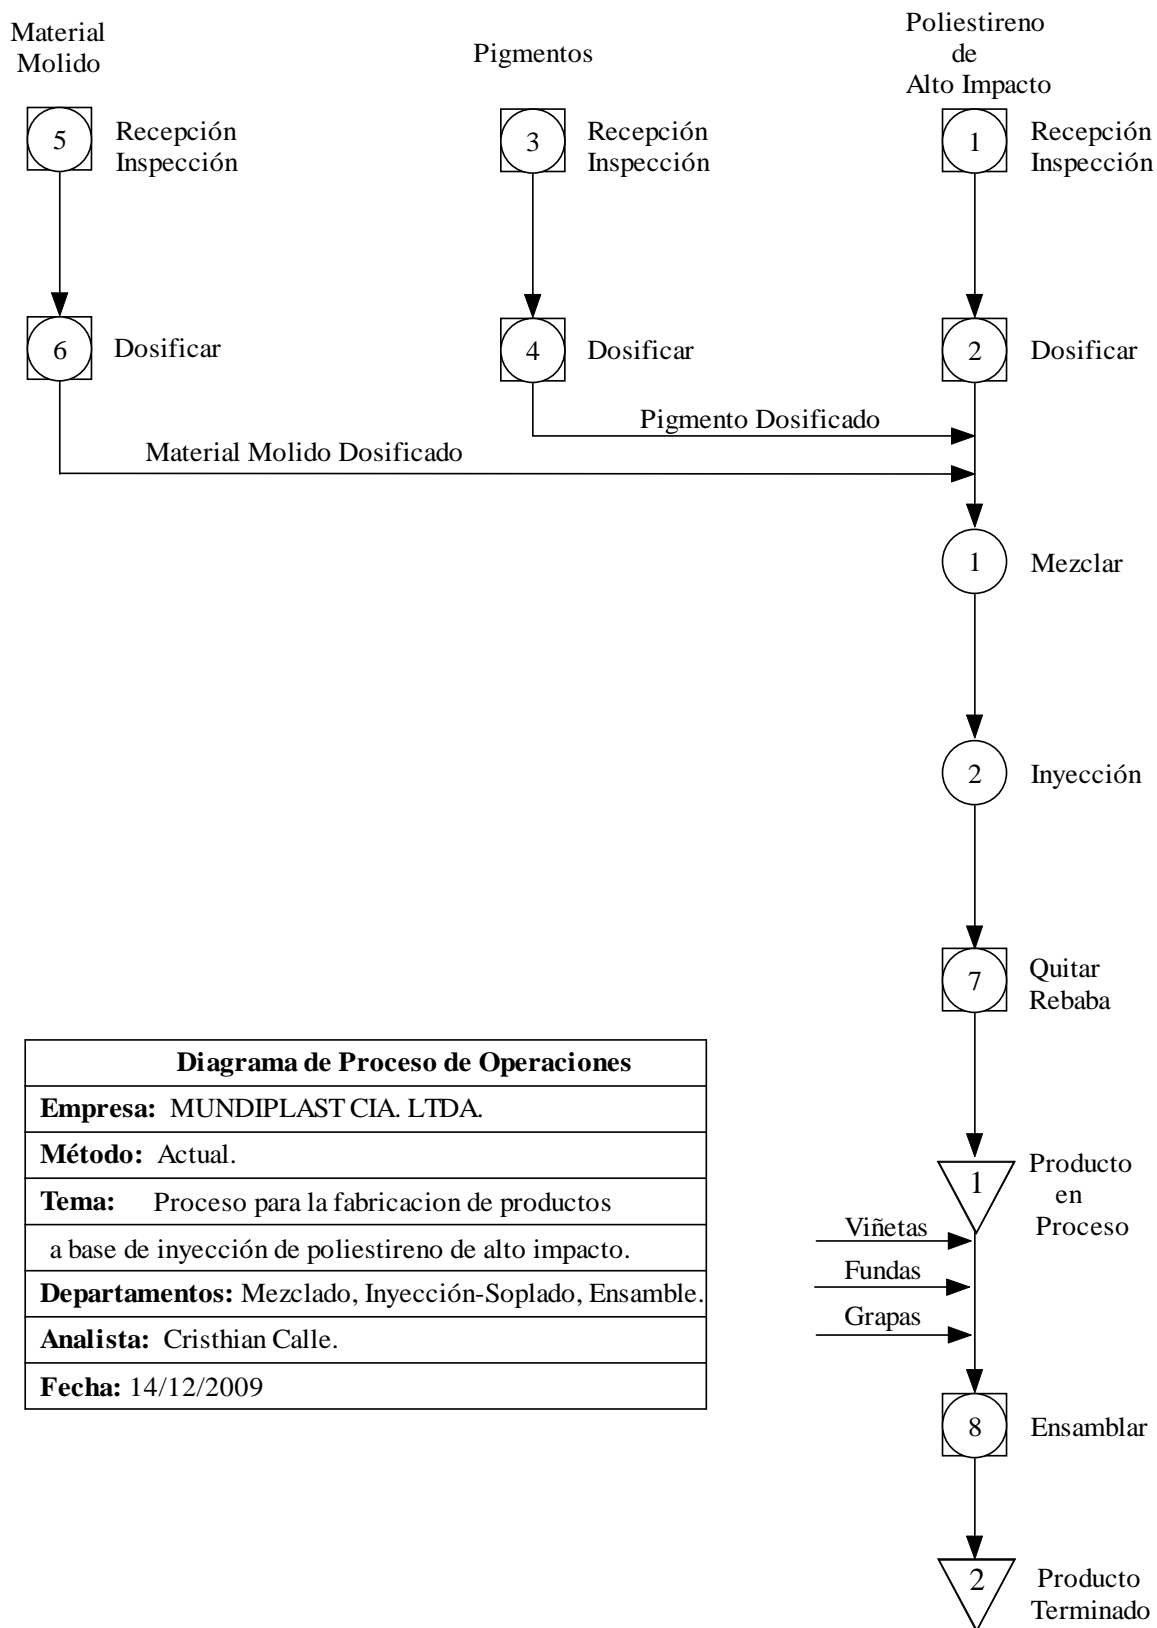 Material
Molido
Pigmentos
Poliestireno
de
Alto Impacto
5
Recepción
Inspección
3
Recepción
Inspección
1
Recepción
Inspección
6
Dosificar
4
Dosificar
2
Dosificar
Pigmento Dosificado
Material Molido Dosificado
1
Mezclar
2
Inyección
7
Quitar
Rebaba
Diagrama de Proceso de Operaciones
Empresa: MUNDIPLAST CIA. LTDA.
Método: Actual.
Tema: Proceso para la fabricacion de productos
a base de inyección de poliestireno de alto impacto.
Departamentos: Mezclado, Inyección-Soplado, Ensamble.
Analista: Cristhian Calle.
Fecha: 14/12/2009
1
Producto
en
Proceso
Viñetas
Fundas
Grapas
8
Ensamblar
2
Producto
Terminado